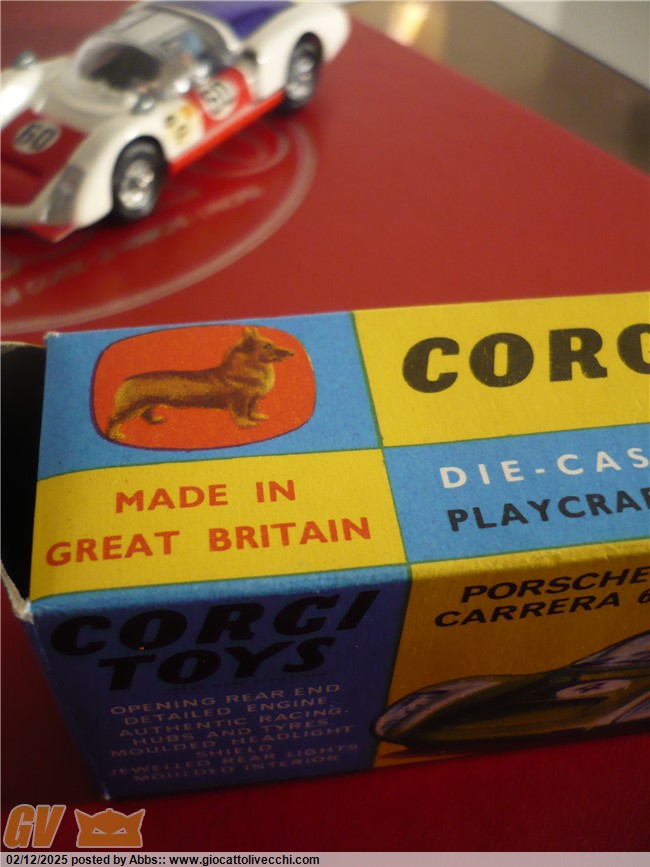 60
60
CORG
MADE IN
GREAT BRITAIN
DIE-CAS
PLAYCRAF
PORSCHE
CARRERA 6
CORGI
TOYS
OPENING REAR END
DETAILED ENGINE.
AUTHENTIC RACING.
HUBS AND TYRES
MOULDED HEADLIGHT
SHIELD
JEWELLED REAR LIGHTS
MOULDED INTERIOR
GV
02/12/2025 posted by Abbs:: www.giocattolivecchi.com